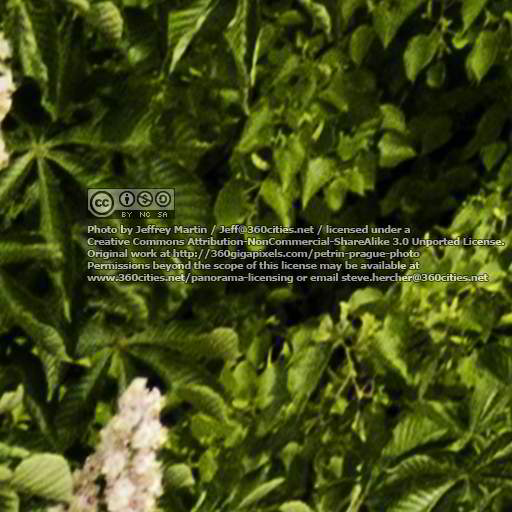 cc
BY NC SA
Photo by Jeffrey Martin / Jeff@360cities.net / licensed under a
Creative Commons Attribution-NonCommercial-ShareAlike 3.0 Unported License.
Original work at http://360gigapixels.com/petrin-prague-photo
Permissions beyond the scope of this license may be available at
www.360cities.net/panorama-licensing or email steve.hercher@360cities.net